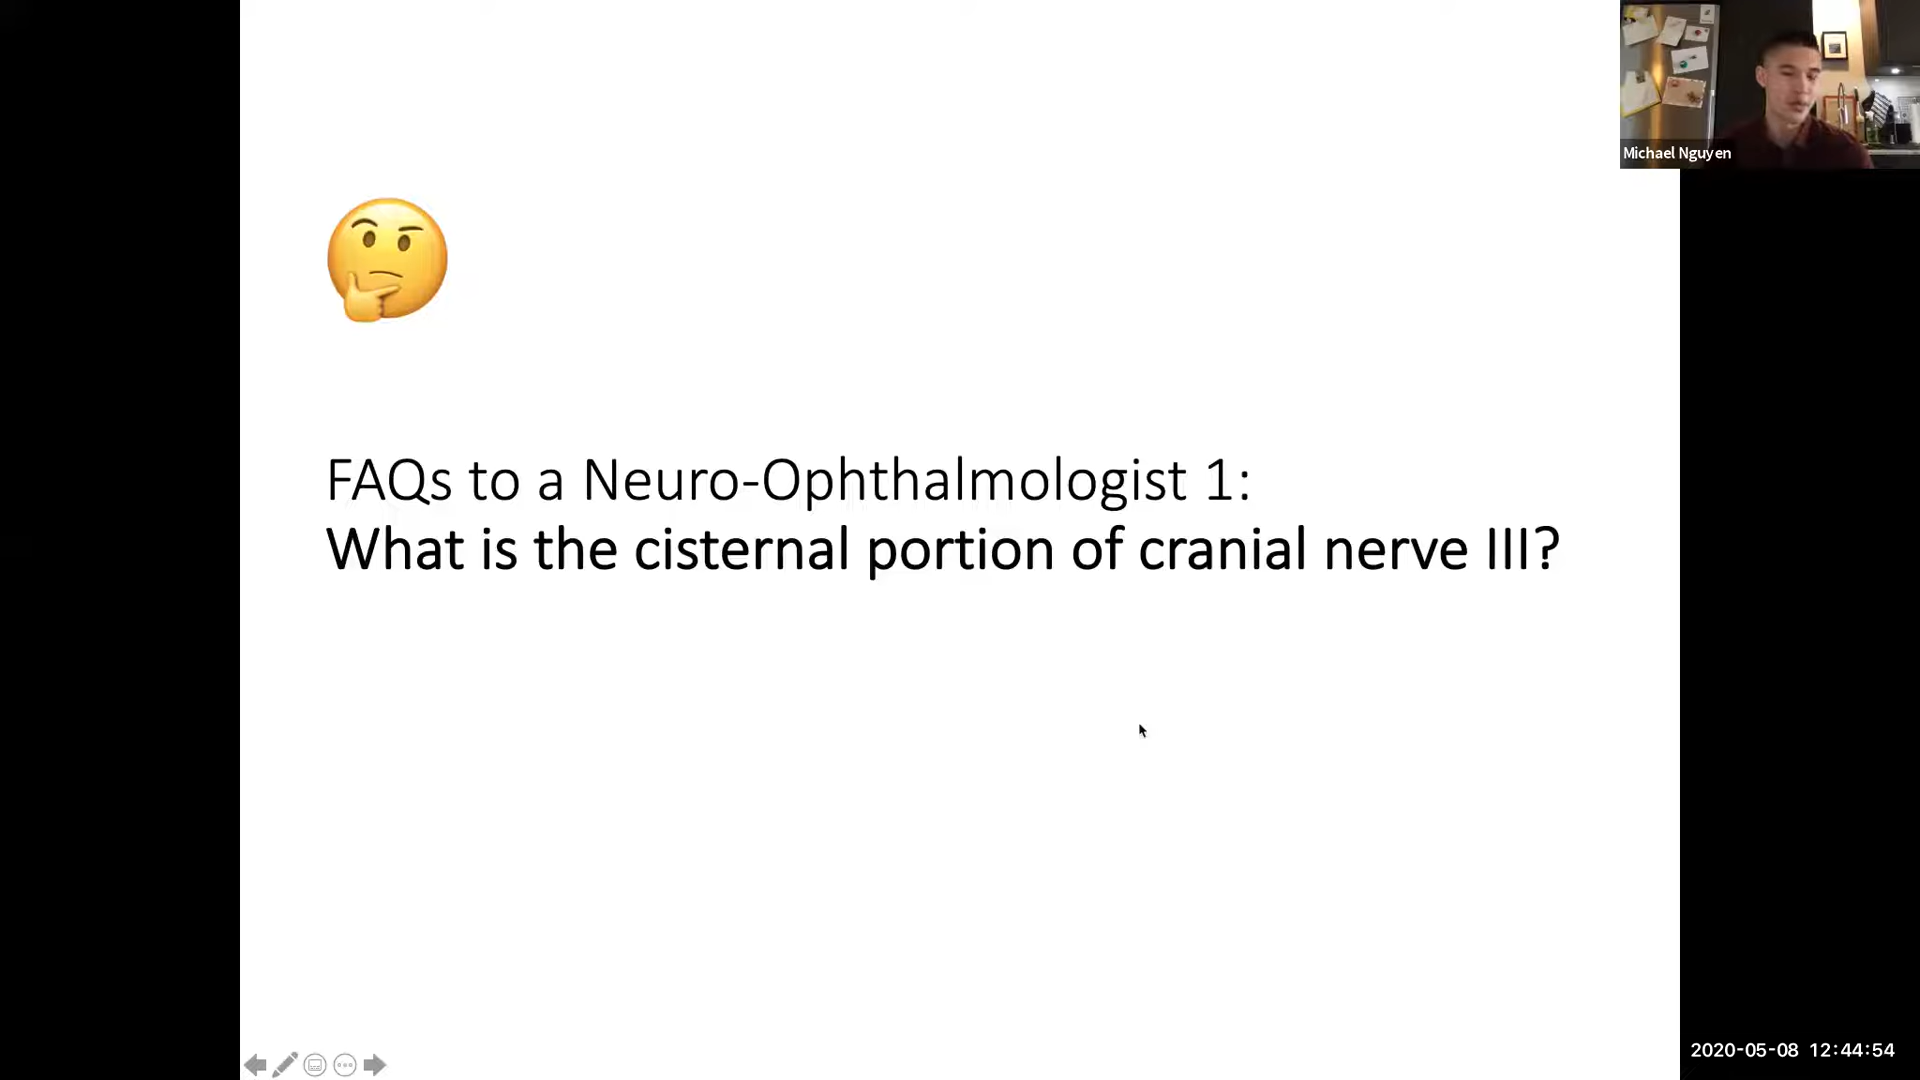 Michael Nguyen
FAQs to a Neuro-Ophthalmologist 1:
What is the cisternal portion of cranial nerve III?
2020-05-08 12:44:54